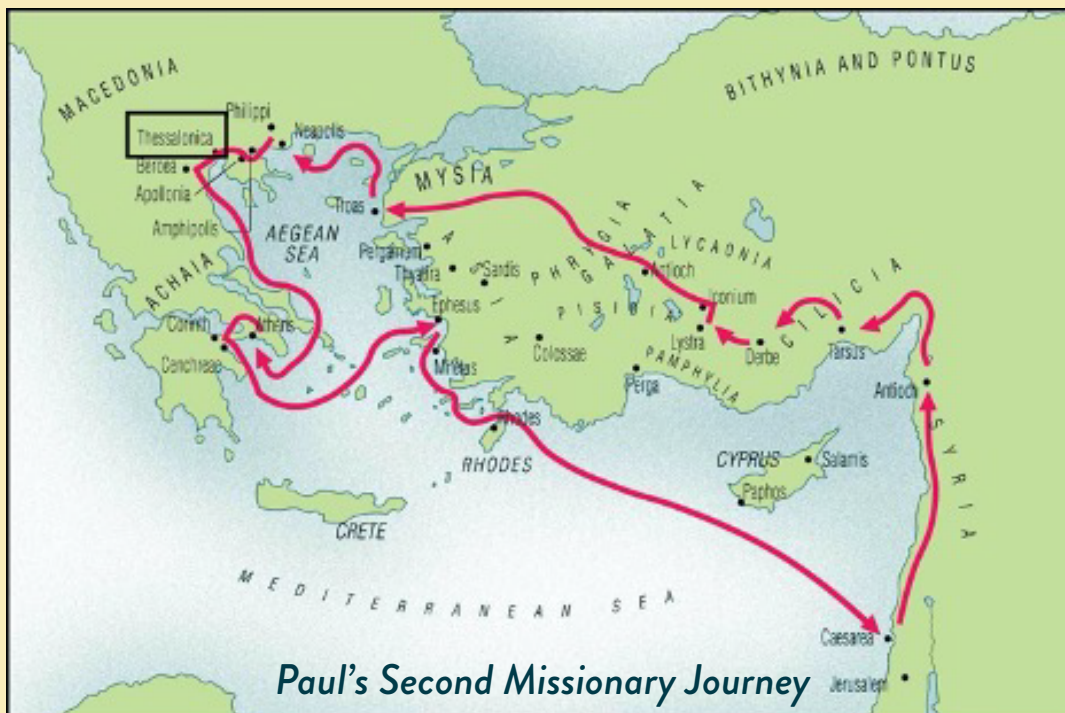 MACEDONIA
BITHYNIA AND PONTUS
Philippi
Thessalonica
Neapolis
Beroea
Apollonia
Amphipolis
MYSIA
Troas
AEGEAN
SEA
PHRYGIA
GALATIA
LYCAONIA
Pergamum
Thyatira
Sardis
ASIA
Antioch
Iconium
CILICIA
ACHAIA
Ephesus
PISIDIA
Corinth
Athens
Lystra
Derbe
Tarsus
Cenchreae
Miletus
Colossae
PAMPHYLIA
Perga
Antioch
SYRIA
Rhodes
RHODES
CYPRUS
Salamis
Paphos
CRETE
MEDITERRANEAN SEA
Caesarea
Jerusalem
Paul's Second Missionary Journey